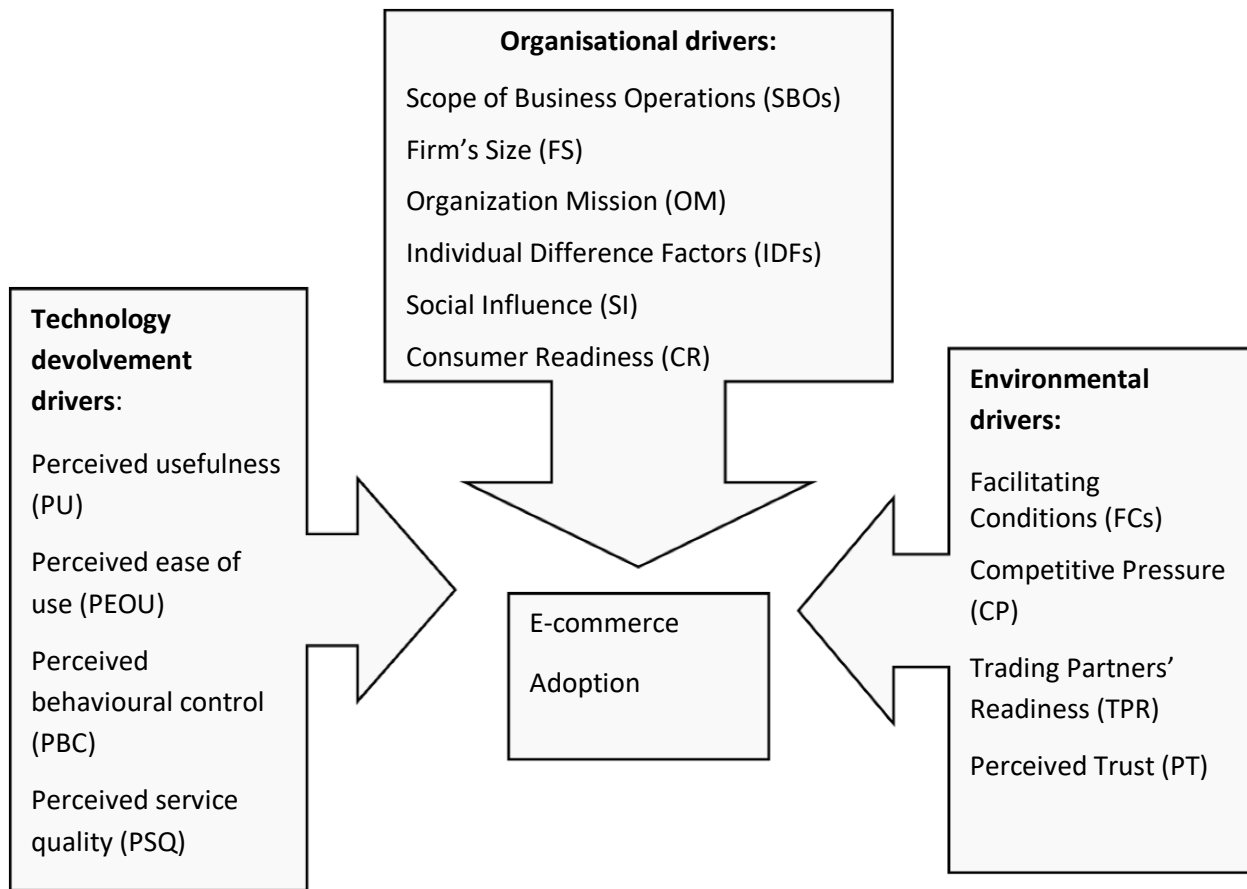 Organisational drivers:
Scope of Business Operations (SBOs)
Firm’s Size (FS)
Organization Mission (OM)
Individual Difference Factors (IDFs)
Social Influence (SI)
Consumer Readiness (CR)
Technology
devolvement
drivers:
Perceived usefulness
(PU)
Perceived ease of
use (PEOU)
Perceived
behavioural control
(PBC)
Perceived service
quality (PSQ)
E-commerce
Adoption
Environmental
drivers:
Facilitating
Conditions (FCs)
Competitive Pressure
(CP)
Trading Partners’
Readiness (TPR)
Perceived Trust (PT)